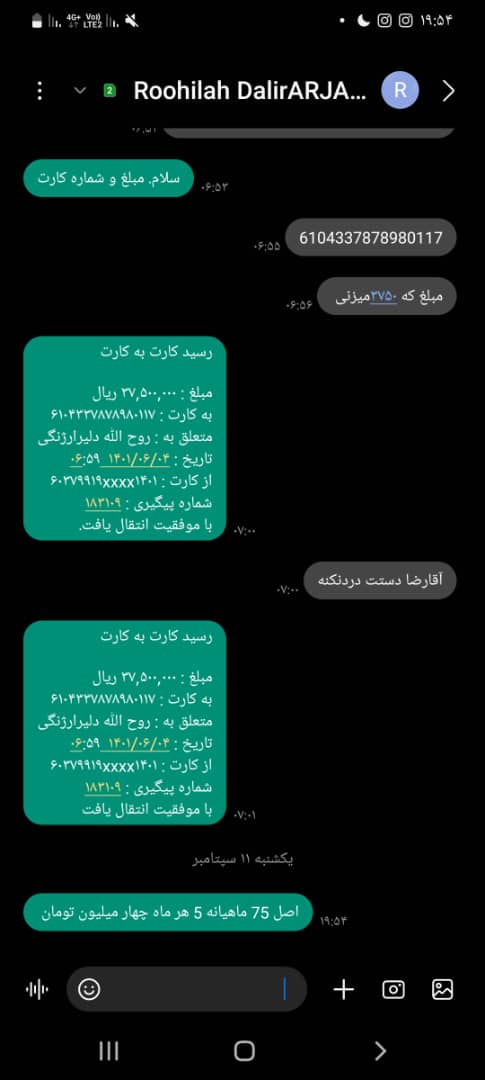 4G+ Vo)) LTE2 ۱۹:۵۴
2 Roohilah DalirARJA... R
سلام. مبلغ و شماره کارت
۰۶:۵۳
6104337878980117
۰۶:۵۵
مبلغ که ۳۷۵۰میزنی
۰۶:۵۶
رسید کارت به کارت
مبلغ : ۳۷,۵۰۰,۰۰۰ ریال
به کارت : ۶۱۰۴۳۳۷۸۷۸۹۸۰۱۱۷
متعلق به : روح الله دلیرارژنگی
تاریخ : ۱۴۰۱/۰۶/۰۴ ۰۶:۵۹
از کارت : ۶۰۳۷۹۹۱۹xxxx۱۴۰۱
شماره پیگیری : ۱۸۳۱۰۹
با موفقیت انتقال یافت.
۰۷:۰۰
آقارضا دستت دردنکنه
۰۷:۰۰
رسید کارت به کارت
مبلغ : ۳۷,۵۰۰,۰۰۰ ریال
به کارت : ۶۱۰۴۳۳۷۸۷۸۹۸۰۱۱۷
متعلق به : روح الله دلیرارژنگی
تاریخ : ۱۴۰۱/۰۶/۰۴ ۰۶:۵۹
از کارت : ۶۰۳۷۹۹۱۹xxxx۱۴۰۱
شماره پیگیری : ۱۸۳۱۰۹
با موفقیت انتقال یافت
۰۷:۰۱
یکشنبه ۱۱ سپتامبر
اصل 75 ماهیانه 5 هر ماه چهار میلیون تومان
۱۹:۵۴